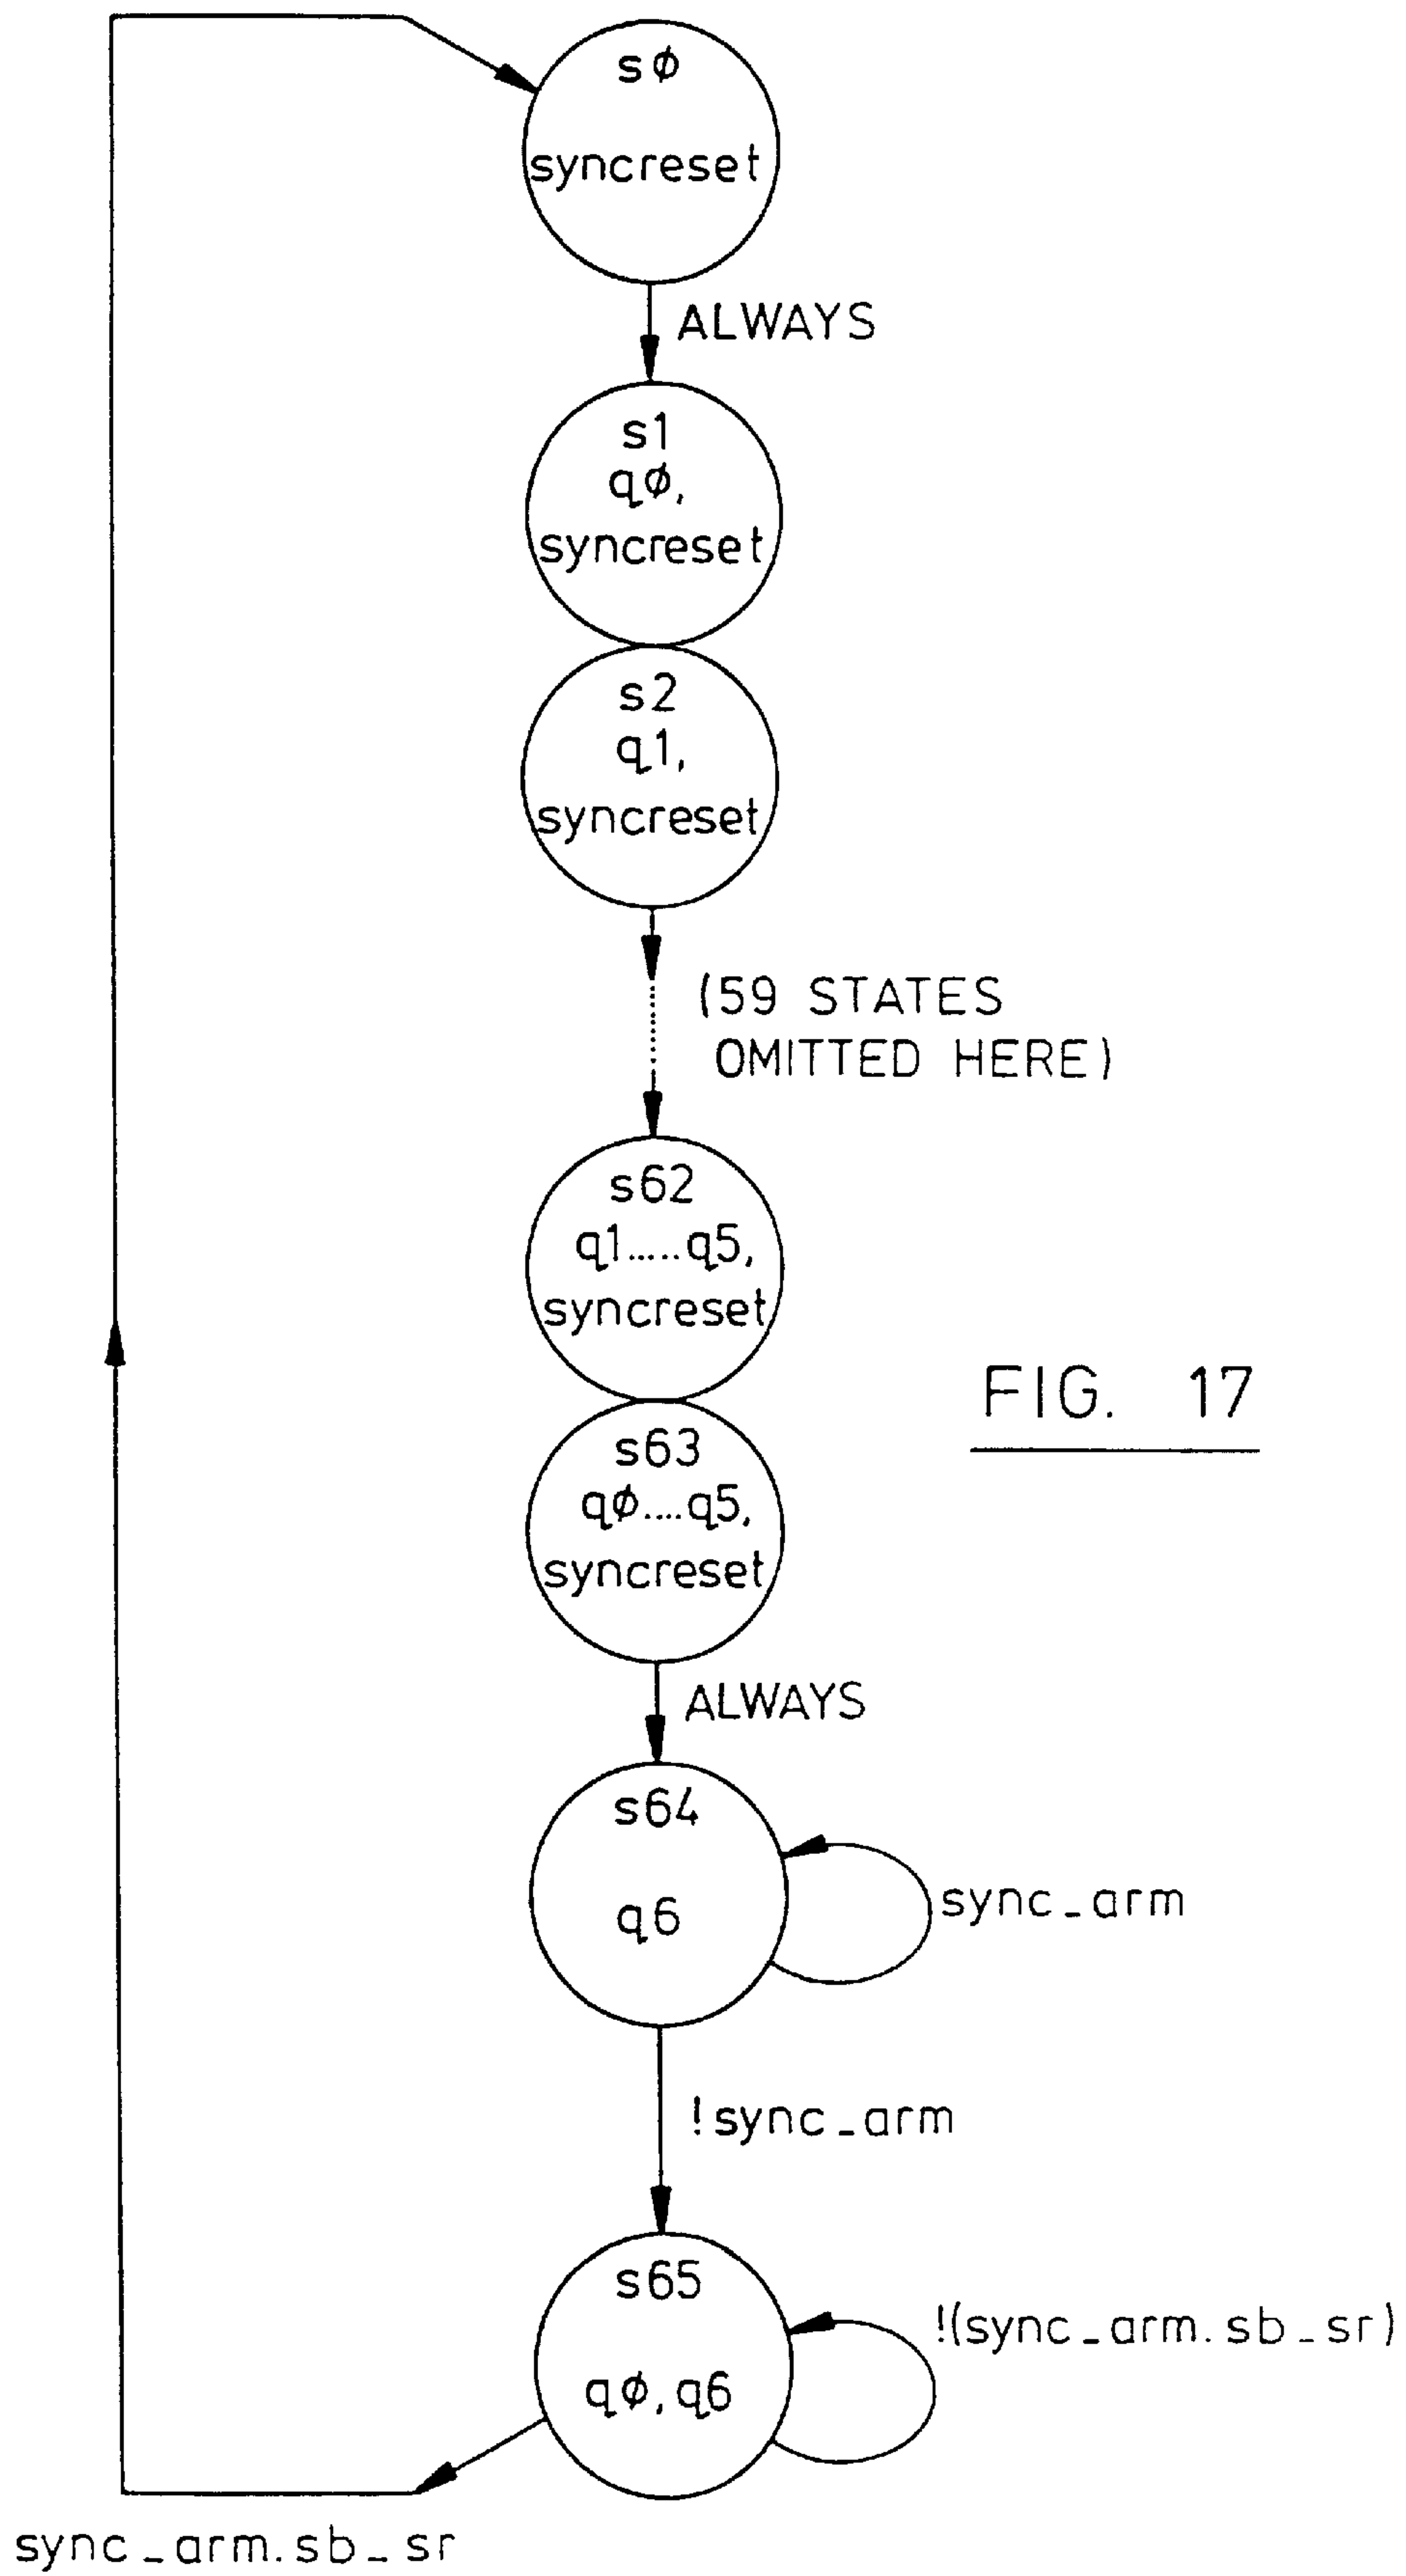 sφ
syncreset
ALWAYS
s1
qφ,
syncreset
s2
q1,
syncreset
(59 STATES
OMITTED HERE)
s62
q1.....q5,
syncreset
FIG. 17
s63
qφ....q5,
syncreset
ALWAYS
s64
q6
sync_arm
!sync_arm
s65
qφ,q6
!(sync_arm.sb_sr)
sync_arm.sb_sr